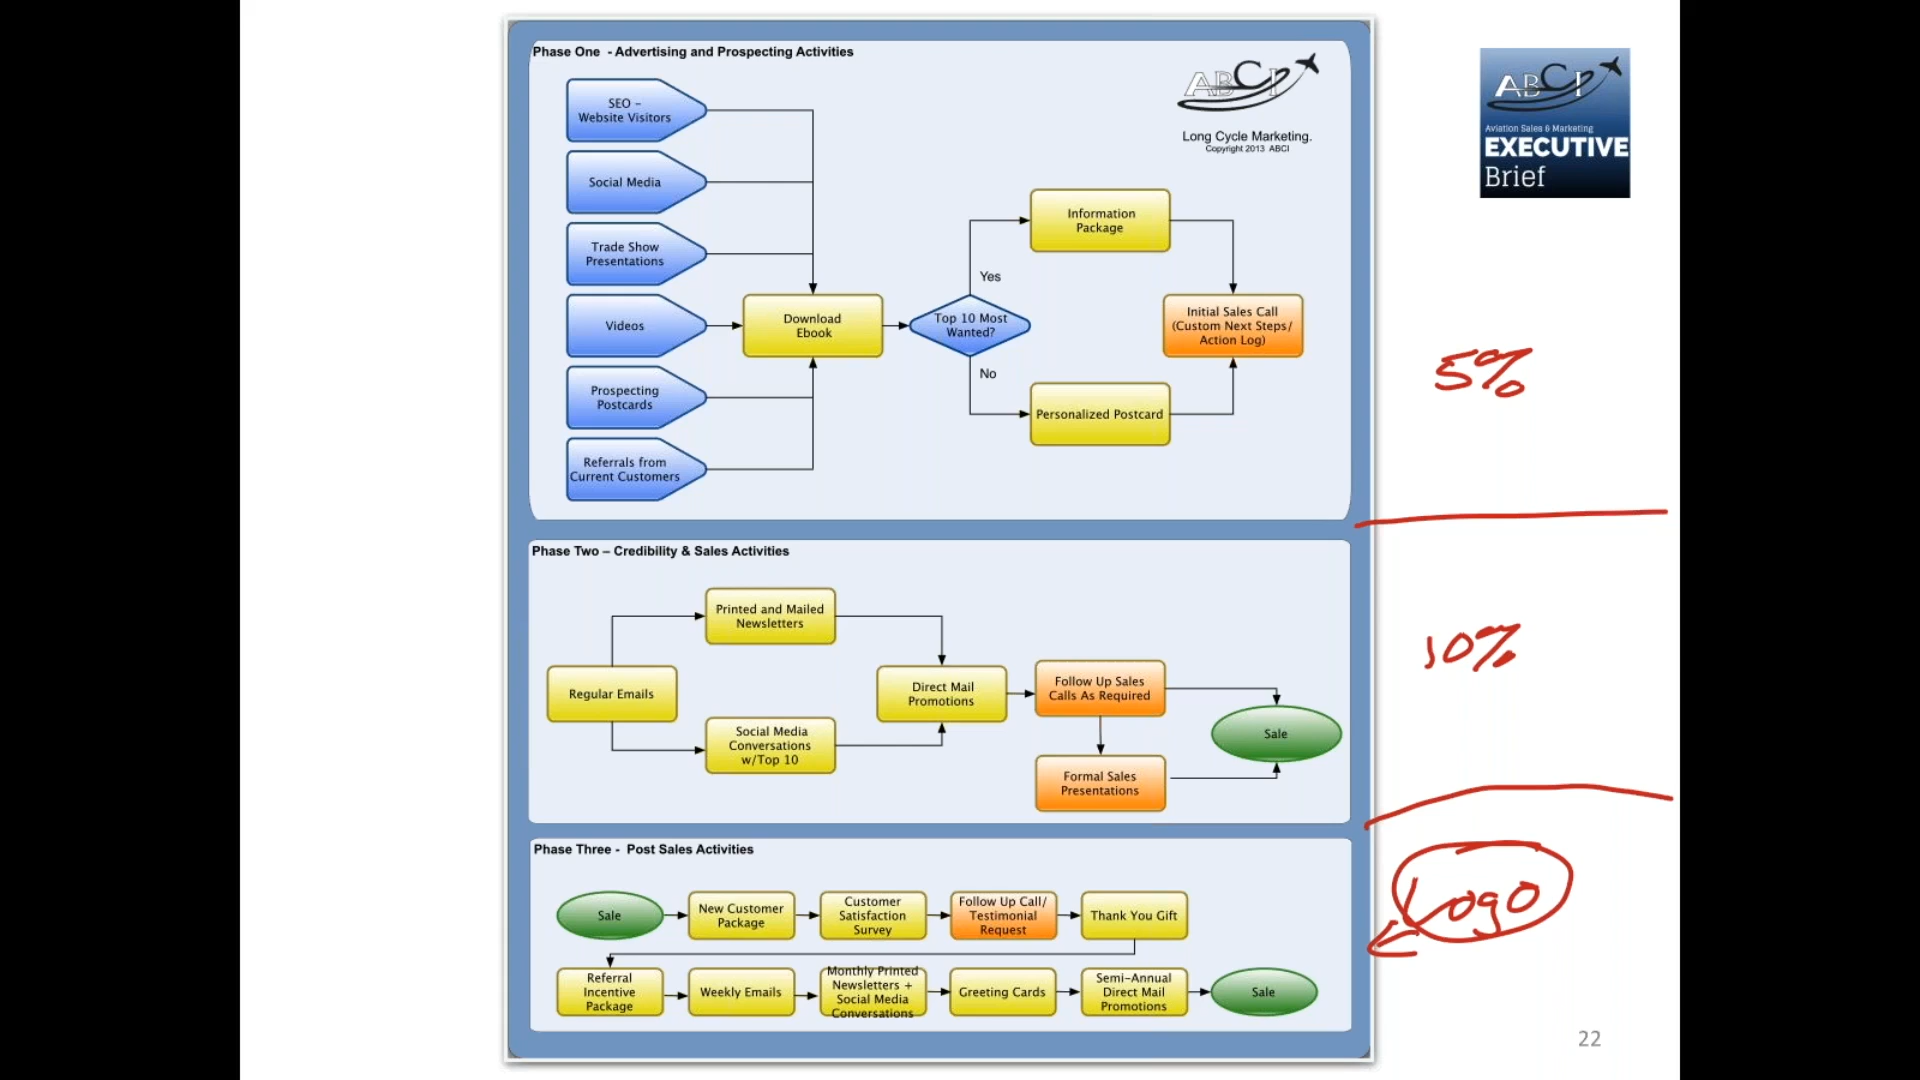 Phase One - Advertising and Prospecting Activities
ABCI
Long Cycle Marketing.
Copyright 2013 ABCI
SEO –
Website Visitors
Social Media
Trade Show
Presentations
Videos
Prospecting
Postcards
Referrals from
Current Customers
Download
Ebook
Top 10 Most
Wanted?
Yes
No
Information
Package
Personalized Postcard
Initial Sales Call
(Custom Next Steps/
Action Log)
ABCI
Aviation Sales & Marketing
EXECUTIVE
Brief
5%
Phase Two – Credibility & Sales Activities
Regular Emails
Printed and Mailed
Newsletters
Social Media
Conversations
w/Top 10
Direct Mail
Promotions
Follow Up Sales
Calls As Required
Formal Sales
Presentations
Sale
10%
Phase Three - Post Sales Activities
Sale
New Customer
Package
Customer
Satisfaction
Survey
Follow Up Call/
Testimonial
Request
Thank You Gift
Referral
Incentive
Package
Weekly Emails
Monthly Printed
Newsletters +
Social Media
Conversations
Greeting Cards
Semi-Annual
Direct Mail
Promotions
Sale
Logo
22